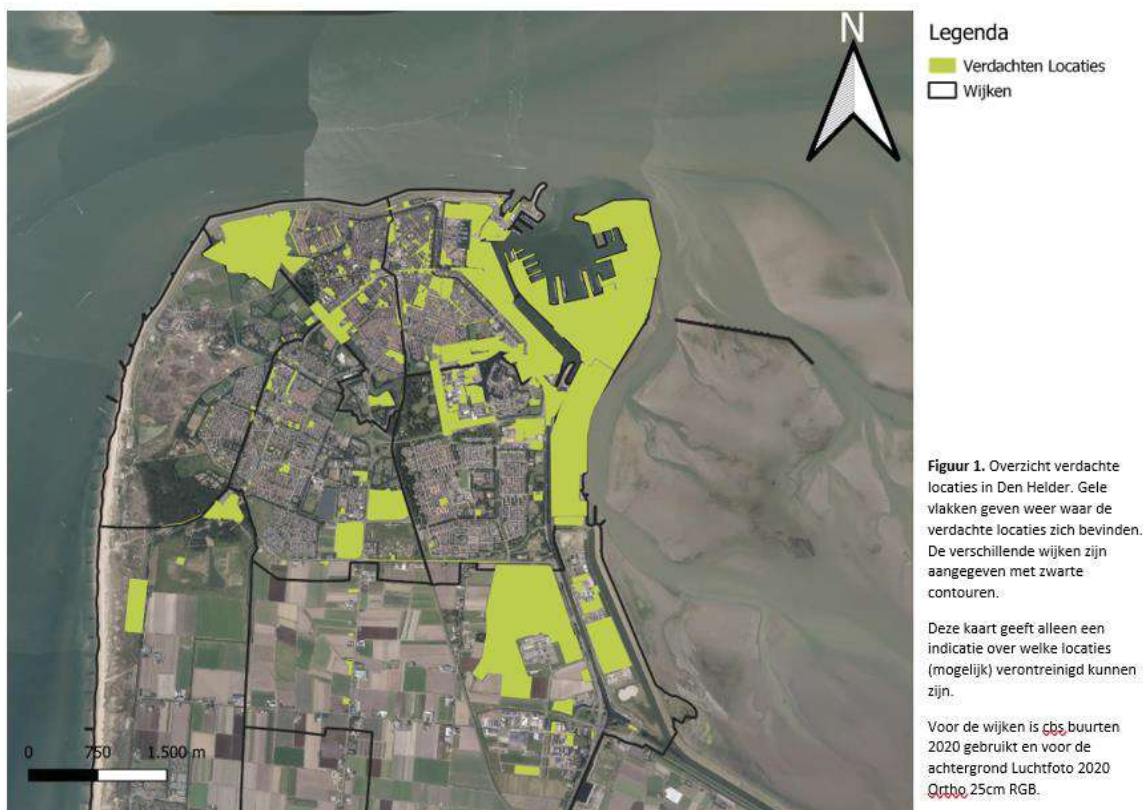 N
Legenda
Verdachten Locaties
Wijken
Figuur 1. Overzicht verdachte
locaties in Den Helder. Gele
vlakken geven weer waar de
verdachte locaties zich bevinden.
De verschillende wijken zijn
aangegeven met zwarte
contouren.
Deze kaart geeft alleen een
indicatie over welke locaties
(mogelijk) verontreinigd kunnen
zijn.
Voor de wijken is cbs buurten
2020 gebruikt en voor de
achtergrond Luchtfoto 2020
Ortho 25cm RGB.
0 750 1.500 m